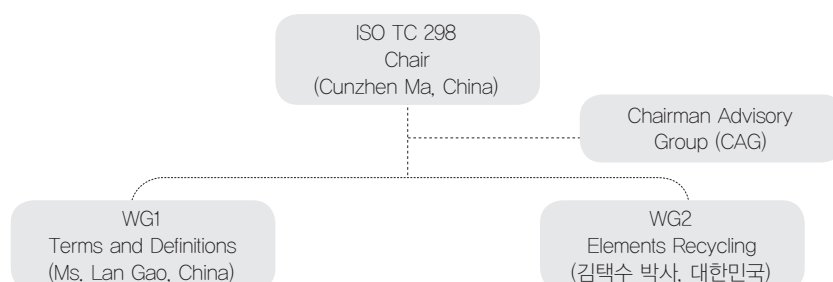 ISO TC 298
Chair
(Cunzhen Ma, China)
Chairman Advisory
Group (CAG)
WG1
Terms and Definitions
(Ms. Lan Gao, China)
WG2
Elements Recycling
(김택수 박사, 대한민국)